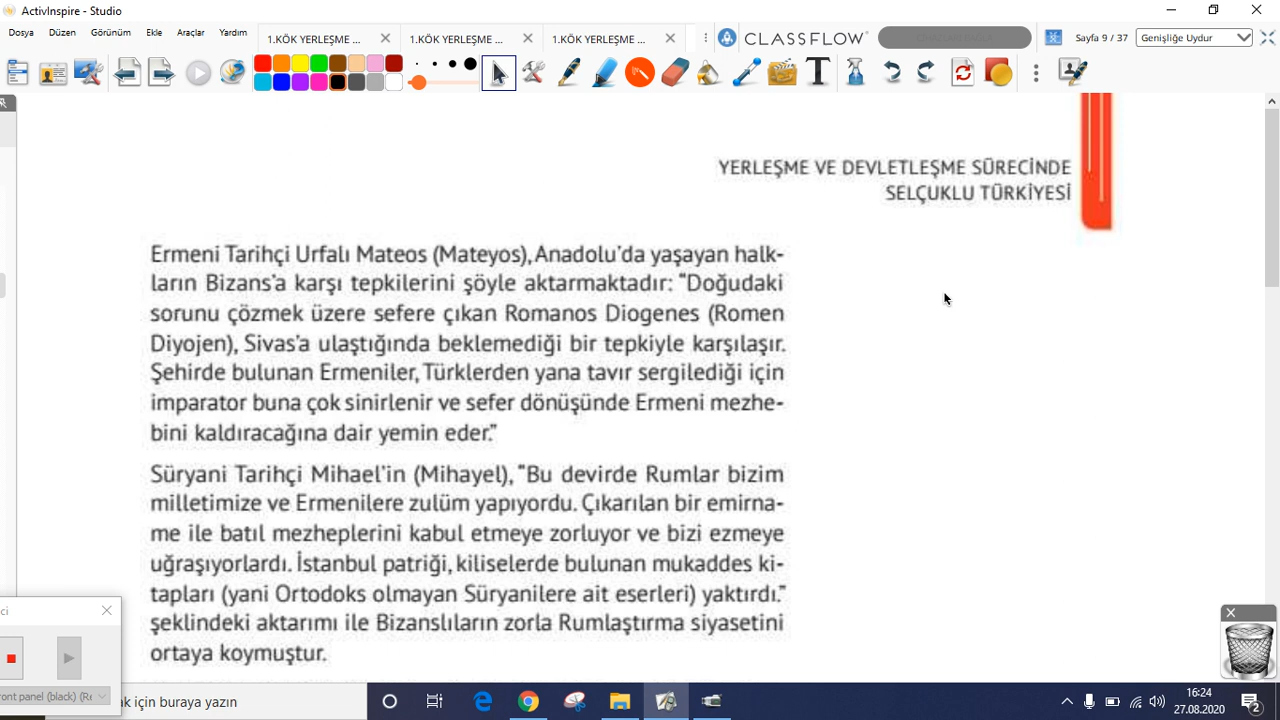 ActivInspire - Studio
Dosya Düzen Görünüm Ekle Araçlar Yardım
1.KÖK YERLEŞME ...
1.KÖK YERLEŞME ...
1.KÖK YERLEŞME ...
CLASSFLOW
Sayfa 9 / 37
Genişliğe Uydur
YERLEŞME VE DEVLETLEŞME SÜRECİNDE
SELÇUKLU TÜRKİYESİ
Ermeni Tarihçi Urfalı Mateos (Mateyos), Anadolu'da yaşayan halk-
ların Bizans'a karşı tepkilerini şöyle aktarmaktadır: “Doğudaki
sorunu çözmek üzere sefere çıkan Romanos Diogenes (Romen
Diyojen), Sivas'a ulaştığında beklemediği bir tepkiyle karşılaşır.
Şehirde bulunan Ermeniler, Türklerden yana tavır sergilediği için
imparator buna çok sinirlenir ve sefer dönüşünde Ermeni mezhe-
bini kaldıracağına dair yemin eder.”
Süryani Tarihçi Mihael'in (Mihayel), “Bu devirde Rumlar bizim
milletimize ve Ermenilere zulüm yapıyordu. Çıkarılan bir emirna-
me ile batıl mezheplerini kabul etmeye zorluyor ve bizi ezmeye
uğraşıyorlardı. İstanbul patriği, kiliselerde bulunan mukaddes ki-
tapları (yani Ortodoks olmayan Süryanilere ait eserleri) yaktırdı.”
şeklindeki aktarımı ile Bizanslıların zorla Rumlaştırma siyasetini
ortaya koymuştur.
ci
ront panel (black) (Re
ak için buraya yazın
16:24
27.08.2020
2